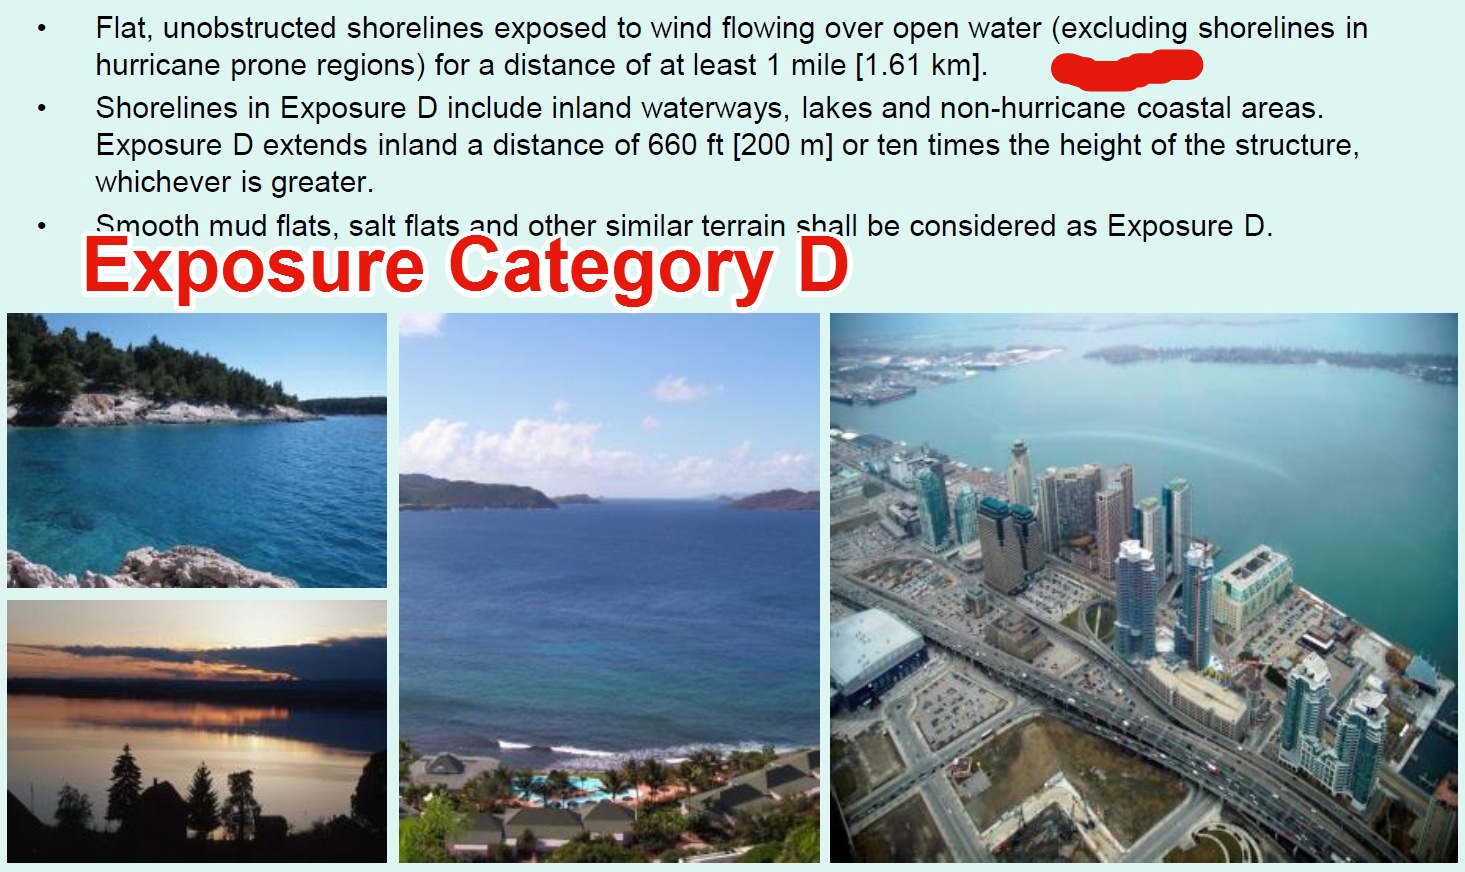 • Flat, unobstructed shorelines exposed to wind flowing over open water (excluding shorelines in
hurricane prone regions) for a distance of at least 1 mile [1.61 km].
• Shorelines in Exposure D include inland waterways, lakes and non-hurricane coastal areas.
Exposure D extends inland a distance of 660 ft [200 m] or ten times the height of the structure,
whichever is greater.
• Smooth mud flats, salt flats and other similar terrain shall be considered as Exposure D.
Exposure Category D